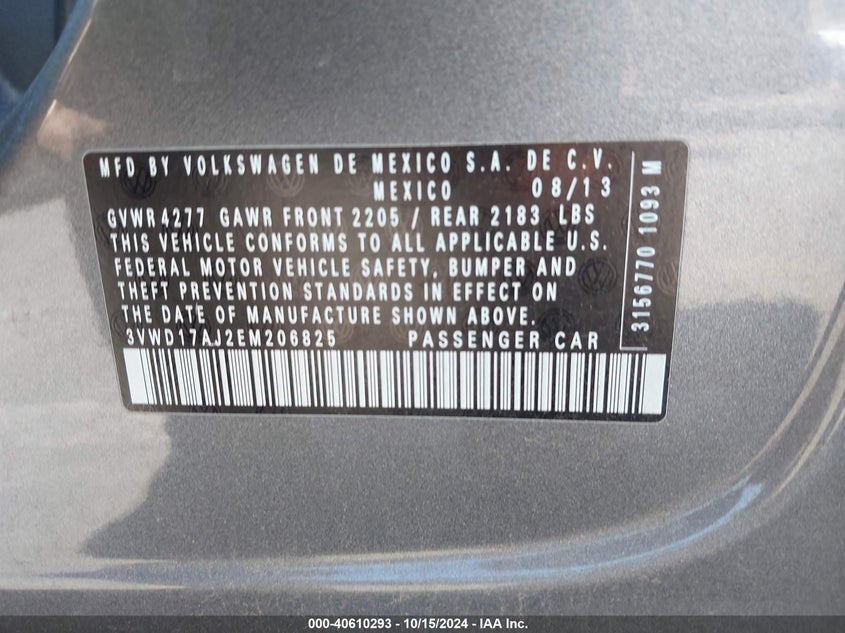 MFD BY VOLKSWAGEN DE MEXICO S.A. DE C.V.
MEXICO 08/13
GVWR 4277 GAWR FRONT 2205 / REAR 2183 LBS
THIS VEHICLE CONFORMS TO ALL APPLICABLE U.S.
FEDERAL MOTOR VEHICLE SAFETY, BUMPER AND
THEFT PREVENTION STANDARDS IN EFFECT ON
THE DATE OF MANUFACTURE SHOWN ABOVE.
3VWD17AJ2EM206825 PASSENGER CAR
3156770 1093 M
000-40610293 - 10/15/2024 - IAA Inc.